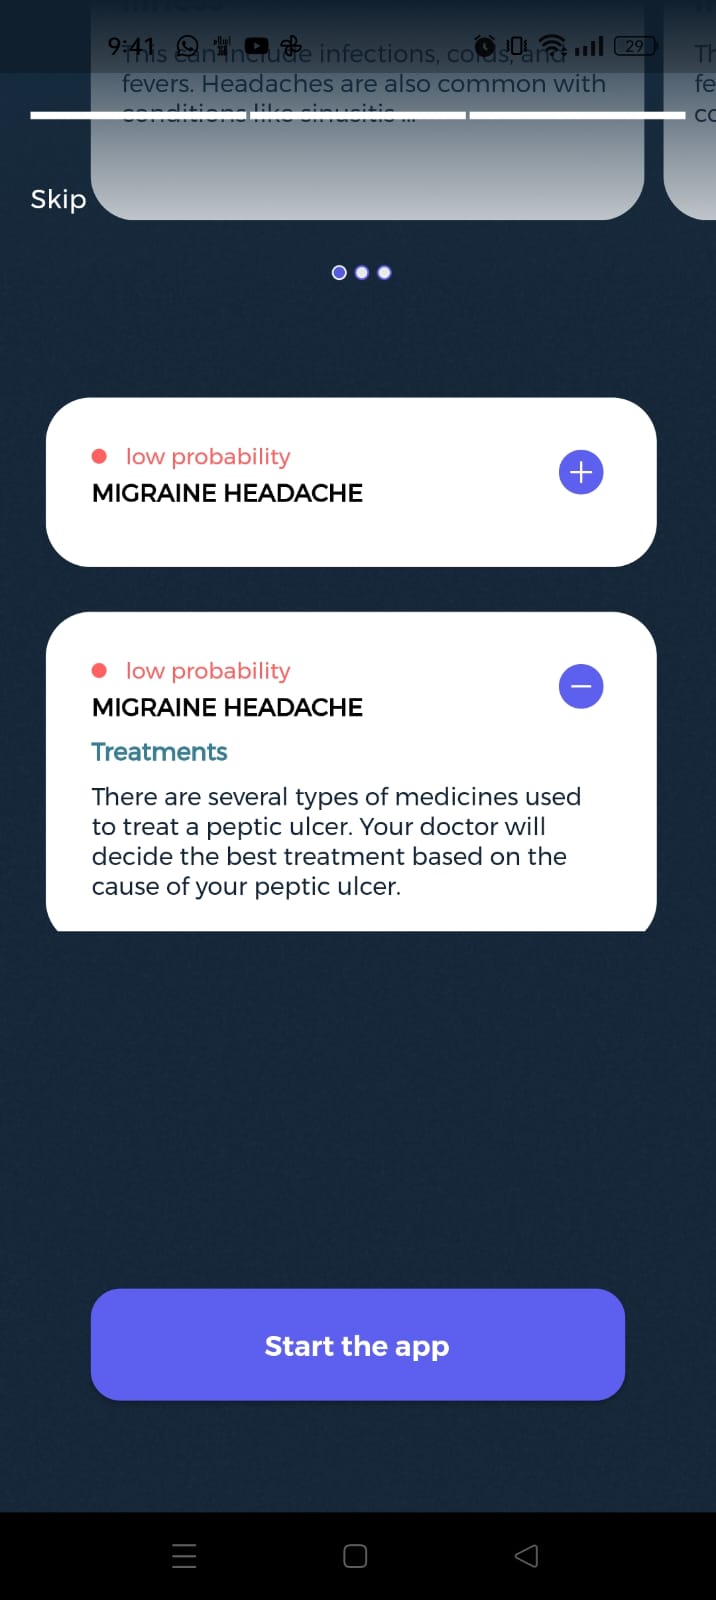 9:41
29
This can include infections, colds, and
fevers. Headaches are also common with
conditions like sinusitis ...
Th
fe
co
Skip
low probability
MIGRAINE HEADACHE
low probability
MIGRAINE HEADACHE
Treatments
There are several types of medicines used
to treat a peptic ulcer. Your doctor will
decide the best treatment based on the
cause of your peptic ulcer.
Start the app